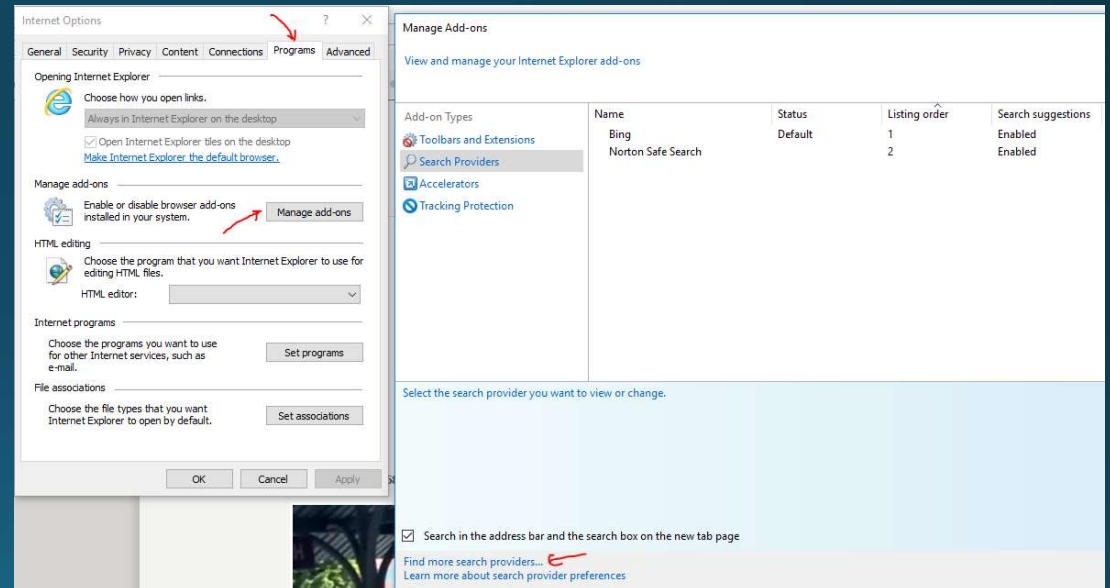 Internet Options
General Security Privacy Content Connections Programs Advanced
Opening Internet Explorer
Choose how you open links.
Always in Internet Explorer on the desktop
Open Internet Explorer tiles on the desktop
Make Internet Explorer the default browser.
Manage add-ons
Enable or disable browser add-ons
installed in your system.
Manage add-ons
HTML editing
Choose the program that you want Internet Explorer to use for
editing HTML files.
HTML editor:
Internet programs
Choose the programs you want to use
for other Internet services, such as
e-mail.
Set programs
File associations
Choose the file types that you want
Internet Explorer to open by default.
Set associations
OK Cancel Apply
Manage Add-ons
View and manage your Internet Explorer add-ons
Add-on Types
Toolbars and Extensions
Search Providers
Accelerators
Tracking Protection
Name Status Listing order Search suggestions
Bing Default 1 Enabled
Norton Safe Search 2 Enabled
Select the search provider you want to view or change.
Search in the address bar and the search box on the new tab page
Find more search providers...
Learn more about search provider preferences